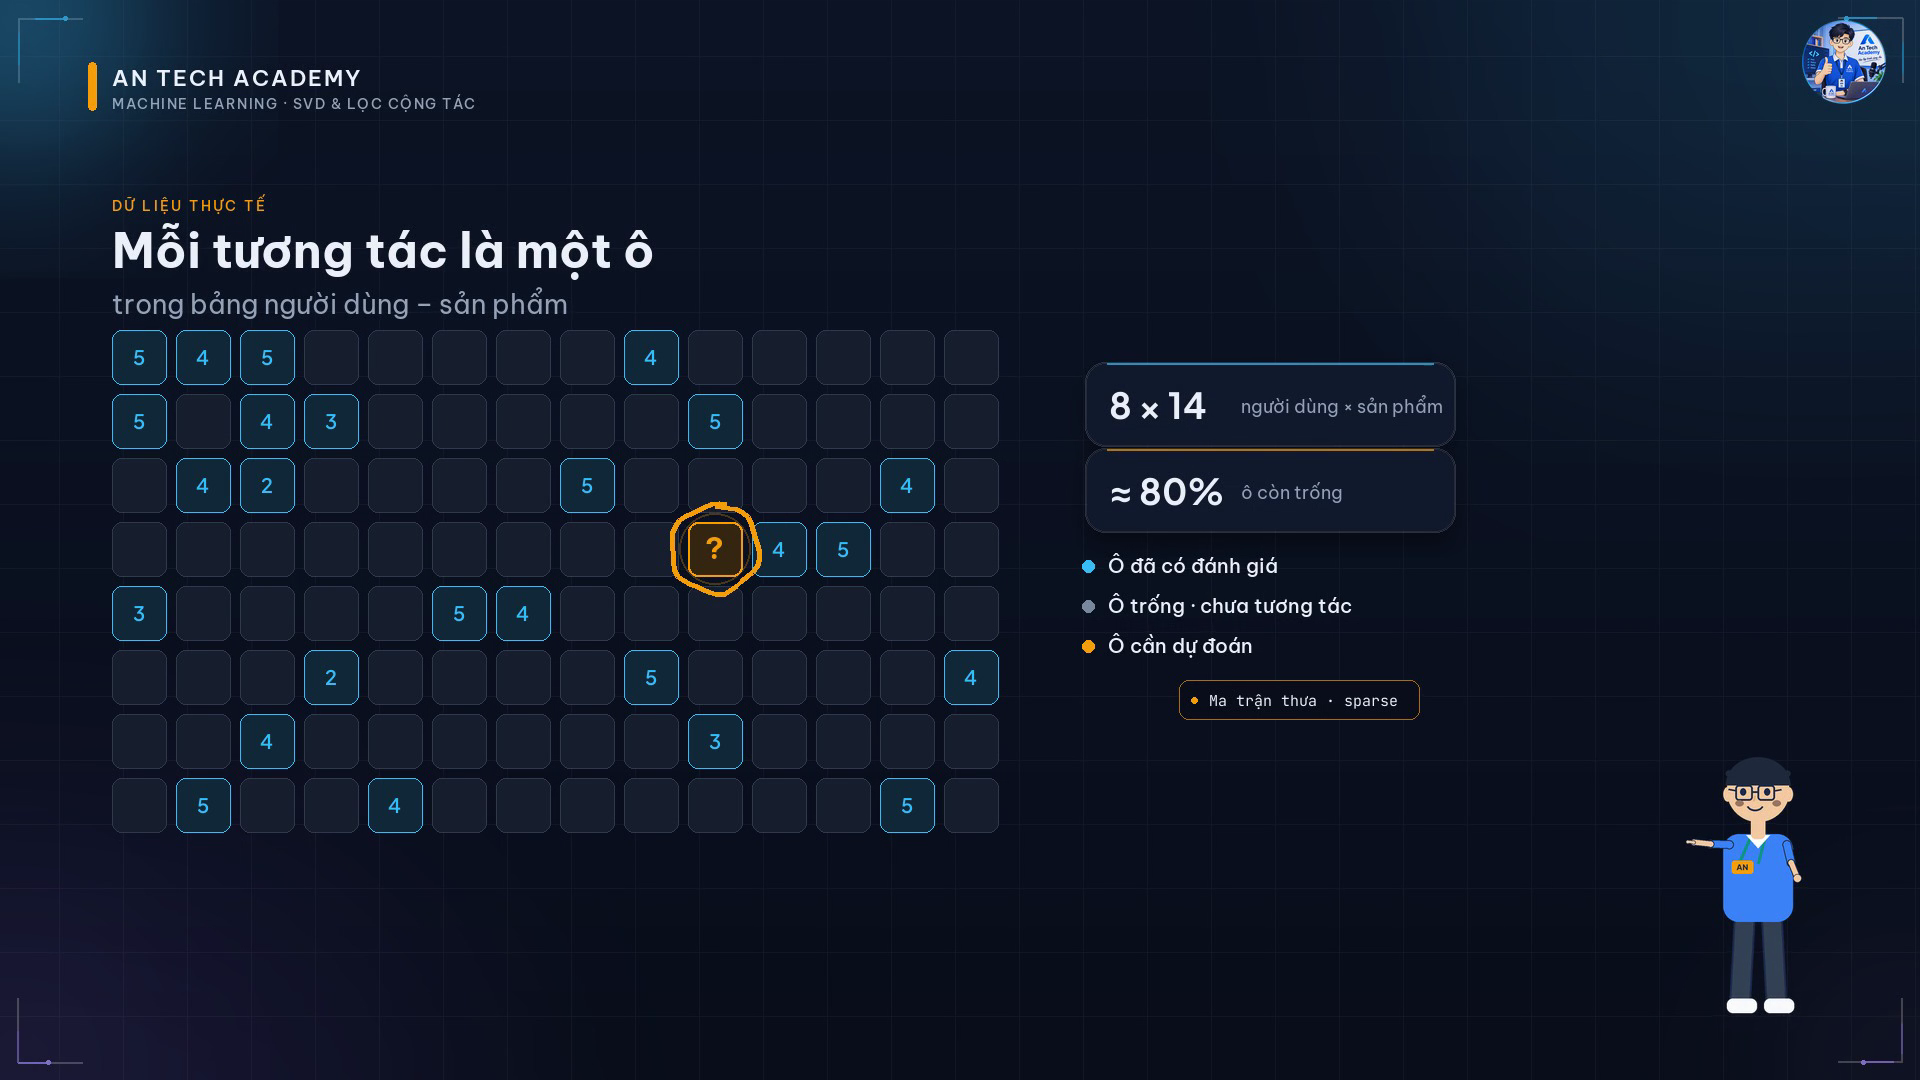 AN TECH ACADEMY
MACHINE LEARNING · SVD & LỌC CỘNG TÁC
An Tech
Academy
DỮ LIỆU THỰC TẾ
Mỗi tương tác là một ô
trong bảng người dùng – sản phẩm
5 4 5 4
5 4 3 5
4 2 5 4
? 4 5
3 5 4
2 5 4
4 3
5 4 5
8 × 14 người dùng × sản phẩm
≈ 80% ô còn trống
Ô đã có đánh giá
Ô trống · chưa tương tác
Ô cần dự đoán
Ma trận thưa · sparse
AN